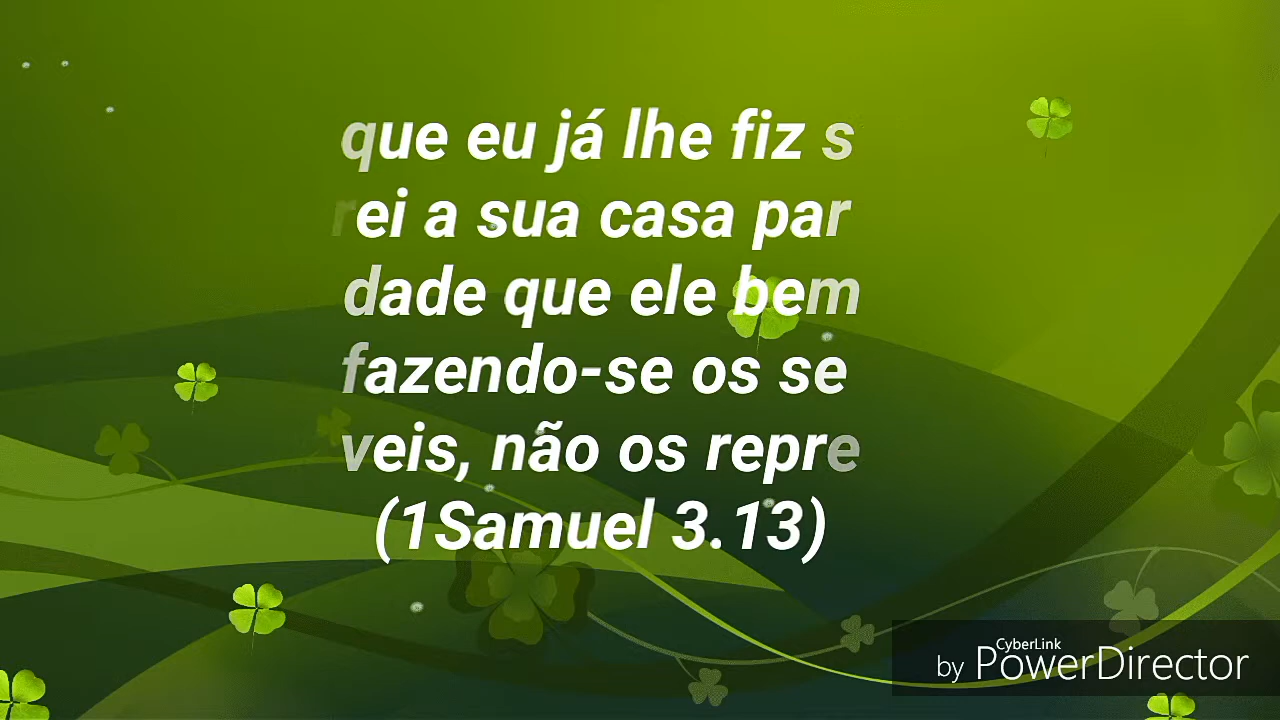 que eu já lhe fiz s
rei a sua casa par
dade que ele bem
fazendo-se os se
veis, não os repre
(1Samuel 3.13)
CyberLink
by PowerDirector